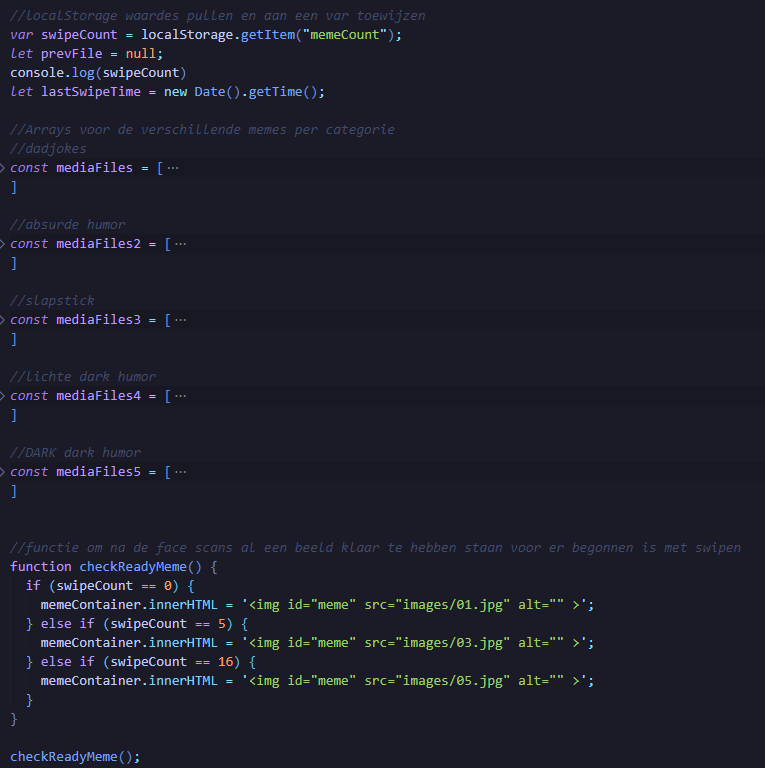 //localStorage waardes pullen en aan een var toewijzen
var swipeCount = localStorage.getItem("memeCount");
let prevFile = null;
console.log(swipeCount)
let lastSwipeTime = new Date().getTime();
//Arrays voor de verschillende memes per categorie
//dadjokes
const mediaFiles = [ ···
]
//absurde humor
const mediaFiles2 = [ ···
]
//slapstick
const mediaFiles3 = [ ···
]
//lichte dark humor
const mediaFiles4 = [ ···
]
//DARK dark humor
const mediaFiles5 = [ ···
]
//functie om na de face scans al een beeld klaar te hebben staan voor er begonnen is met swipen
function checkReadyMeme() {
  if (swipeCount == 0) {
    memeContainer.innerHTML = '<img id="meme" src="images/01.jpg" alt="" >';
  } else if (swipeCount == 5) {
    memeContainer.innerHTML = '<img id="meme" src="images/03.jpg" alt="" >';
  } else if (swipeCount == 16) {
    memeContainer.innerHTML = '<img id="meme" src="images/05.jpg" alt="" >';
  }
}
checkReadyMeme();